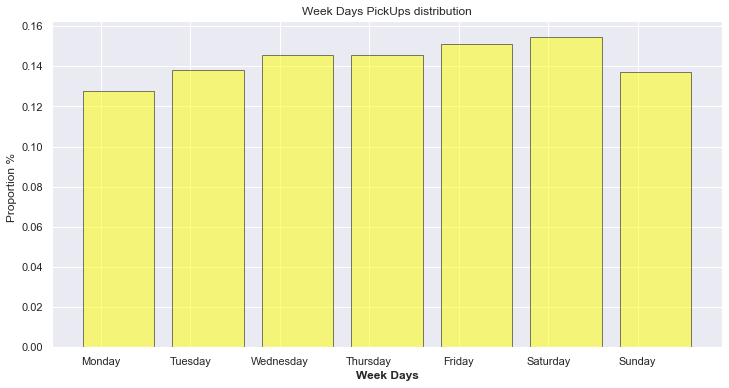 Week Days PickUps distribution
Proportion %
0.16
0.14
0.12
0.10
0.08
0.06
0.04
0.02
0.00
Monday Tuesday Wednesday Thursday Friday Saturday Sunday
Week Days